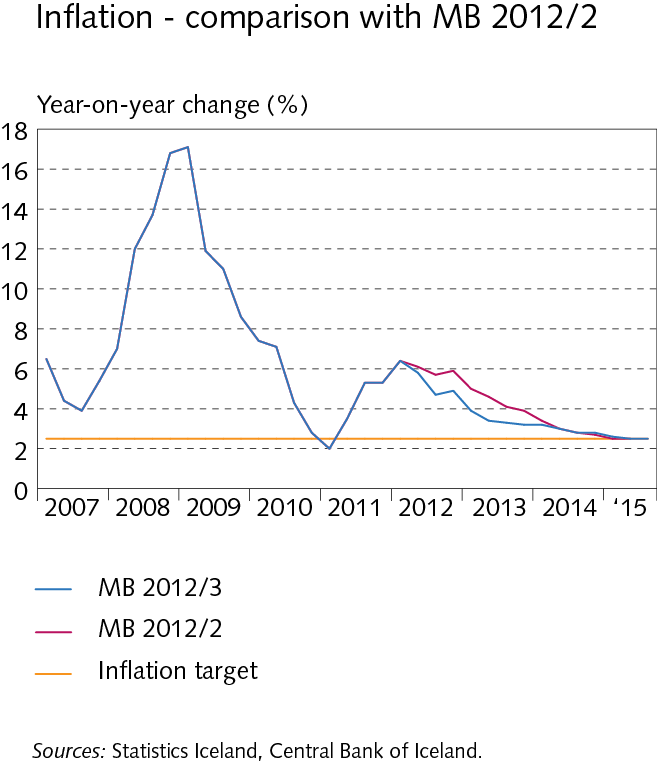 Inflation - comparison with MB 2012/2
Year-on-year change (%)
18
16
14
12
10
8
6
4
2
0
2007 2008 2009 2010 2011 2012 2013 2014 '15
MB 2012/3
MB 2012/2
Inflation target
Sources: Statistics Iceland, Central Bank of Iceland.